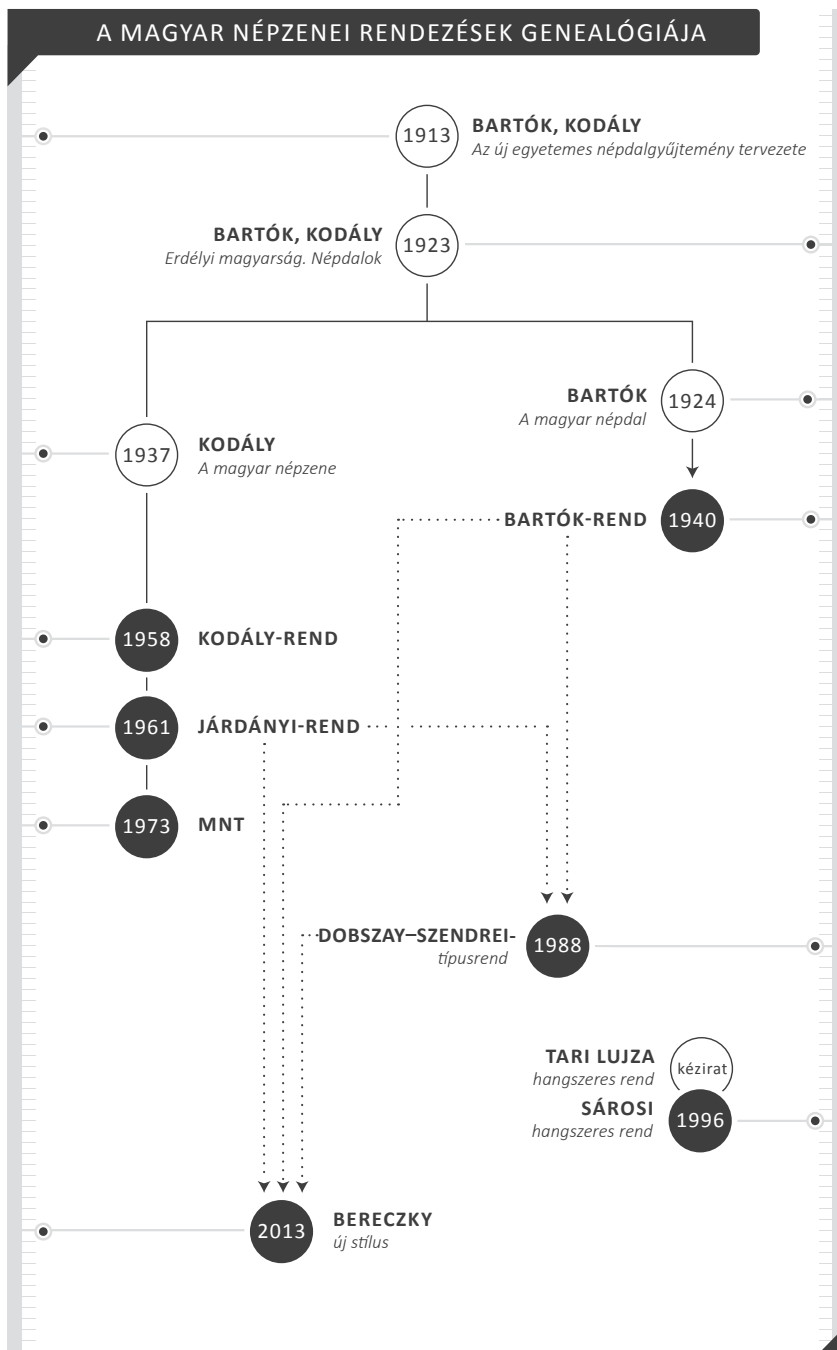 A MAGYAR NÉPZENEI RENDEZÉSEK GENEALÓGIÁJA
1913
BARTÓK, KODÁLY
Az új egyetemes népdalgyűjtemény tervezete
BARTÓK, KODÁLY
Erdélyi magyarság. Népdalok
1923
BARTÓK
A magyar népdal
1924
1937
KODÁLY
A magyar népzene
BARTÓK-REND
1940
1958
KODÁLY-REND
1961
JÁRDÁNYI-REND
1973
MNT
DOBSZAY–SZENDREI-
típusrend
1988
TARI LUJZA
hangszeres rend
kézirat
SÁROSI
hangszeres rend
1996
2013
BERECZKY
új stílus